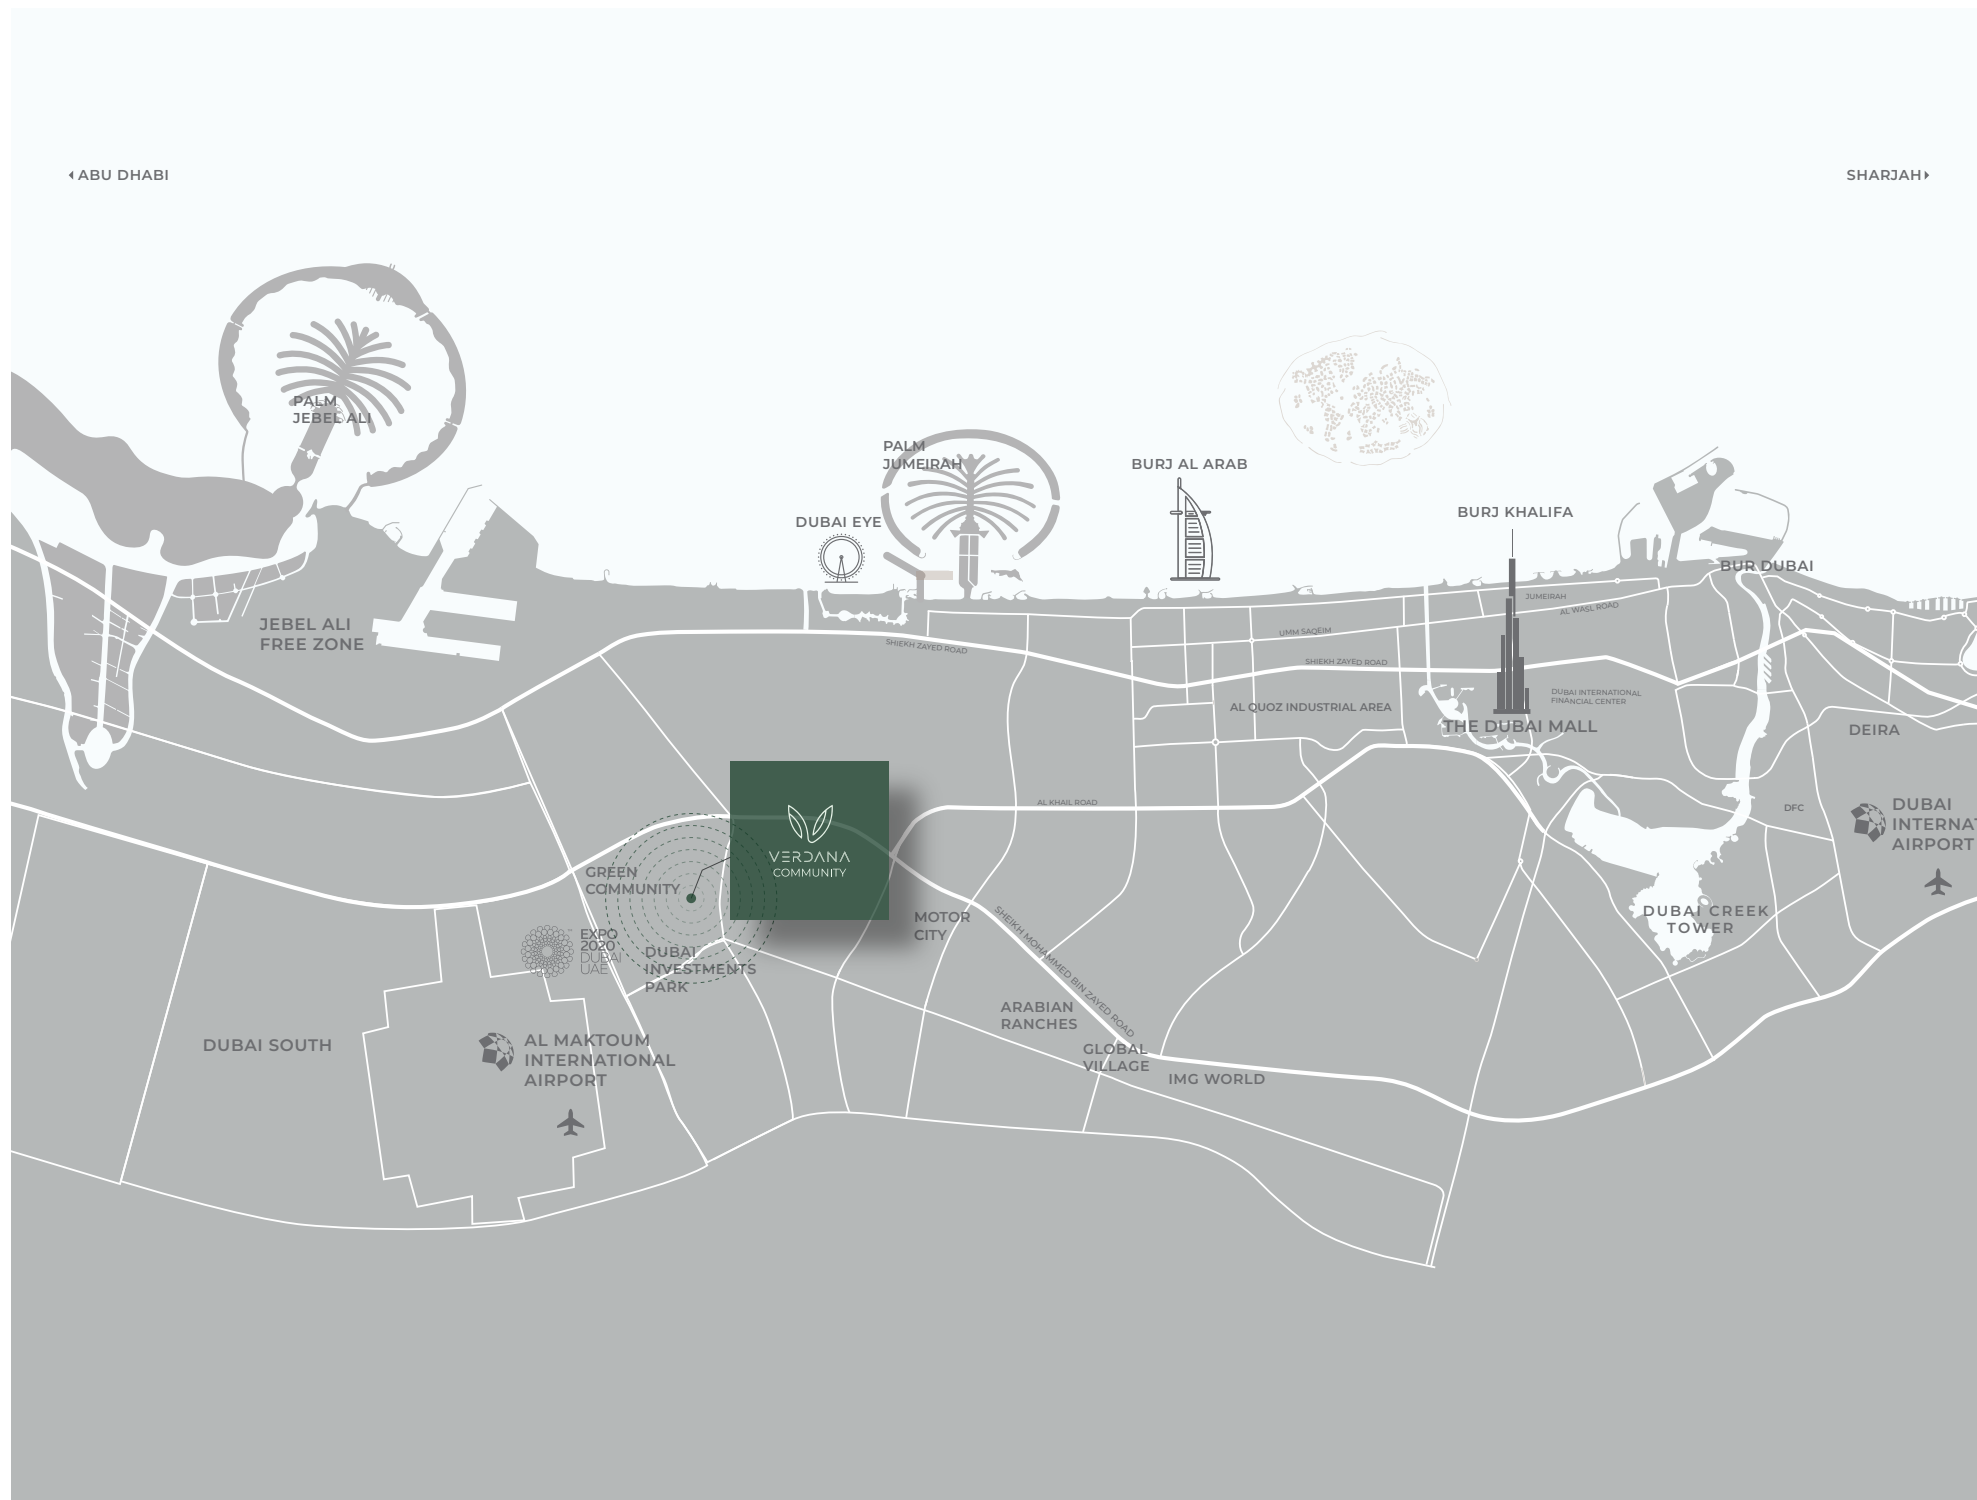 ABU DHABI
SHARJAH
PALM
JEBEL ALI
PALM
JUMEIRAH
BURJ AL ARAB
DUBAI EYE
BURJ KHALIFA
BUR DUBAI
JEBEL ALI
FREE ZONE
JUMEIRAH
AL WASL ROAD
UMM SAQEIM
SHIEKH ZAYED ROAD
SHIEKH ZAYED ROAD
DUBAI INTERNATIONAL
FINANCIAL CENTER
AL QUOZ INDUSTRIAL AREA
THE DUBAI MALL
DEIRA
AL KHAIL ROAD
DFC
DUBAI
INTERNAT
AIRPORT
VERDANA
COMMUNITY
GREEN
COMMUNITY
MOTOR
CITY
SHEIKH MOHAMMED BIN ZAYED ROAD
DUBAI CREEK
TOWER
EXPO
2020
DUBAI
UAE
DUBAI
INVESTMENTS
PARK
ARABIAN
RANCHES
DUBAI SOUTH
AL MAKTOUM
INTERNATIONAL
AIRPORT
GLOBAL
VILLAGE
IMG WORLD